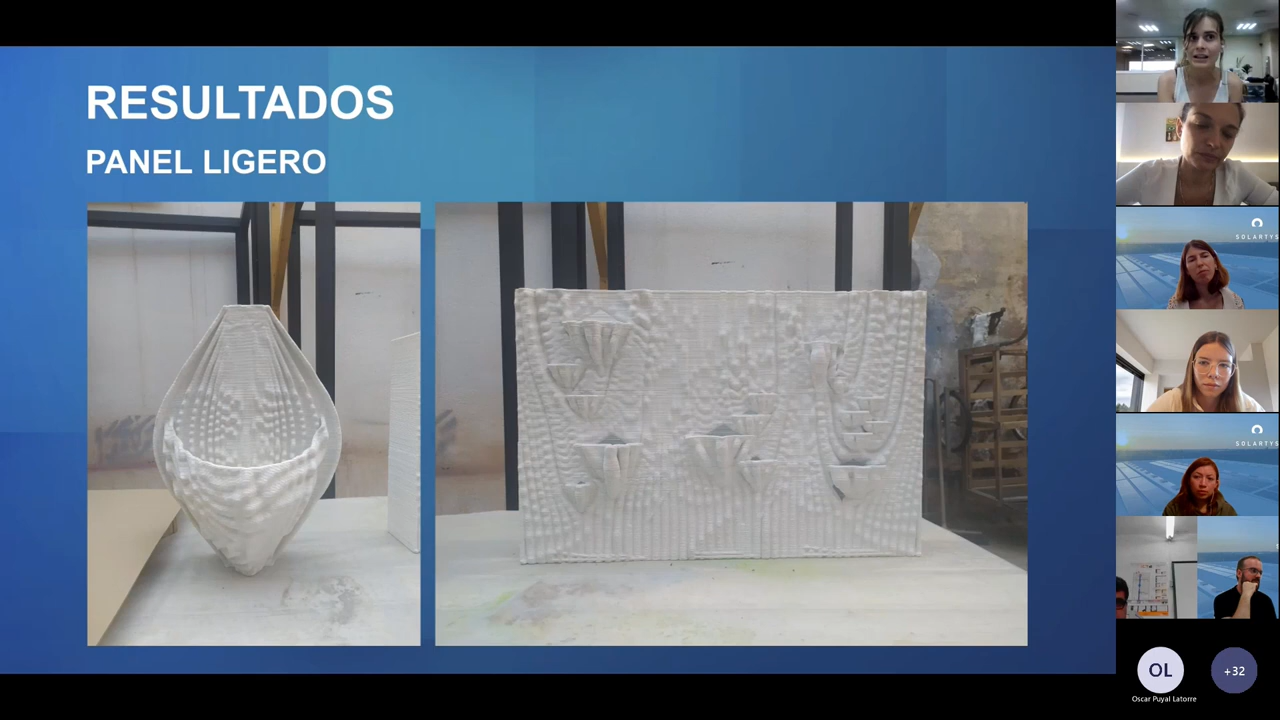 RESULTADOS
PANEL LIGERO
SOLARTYS
SOLARTYS
OL
+32
Oscar Puyal Latorre